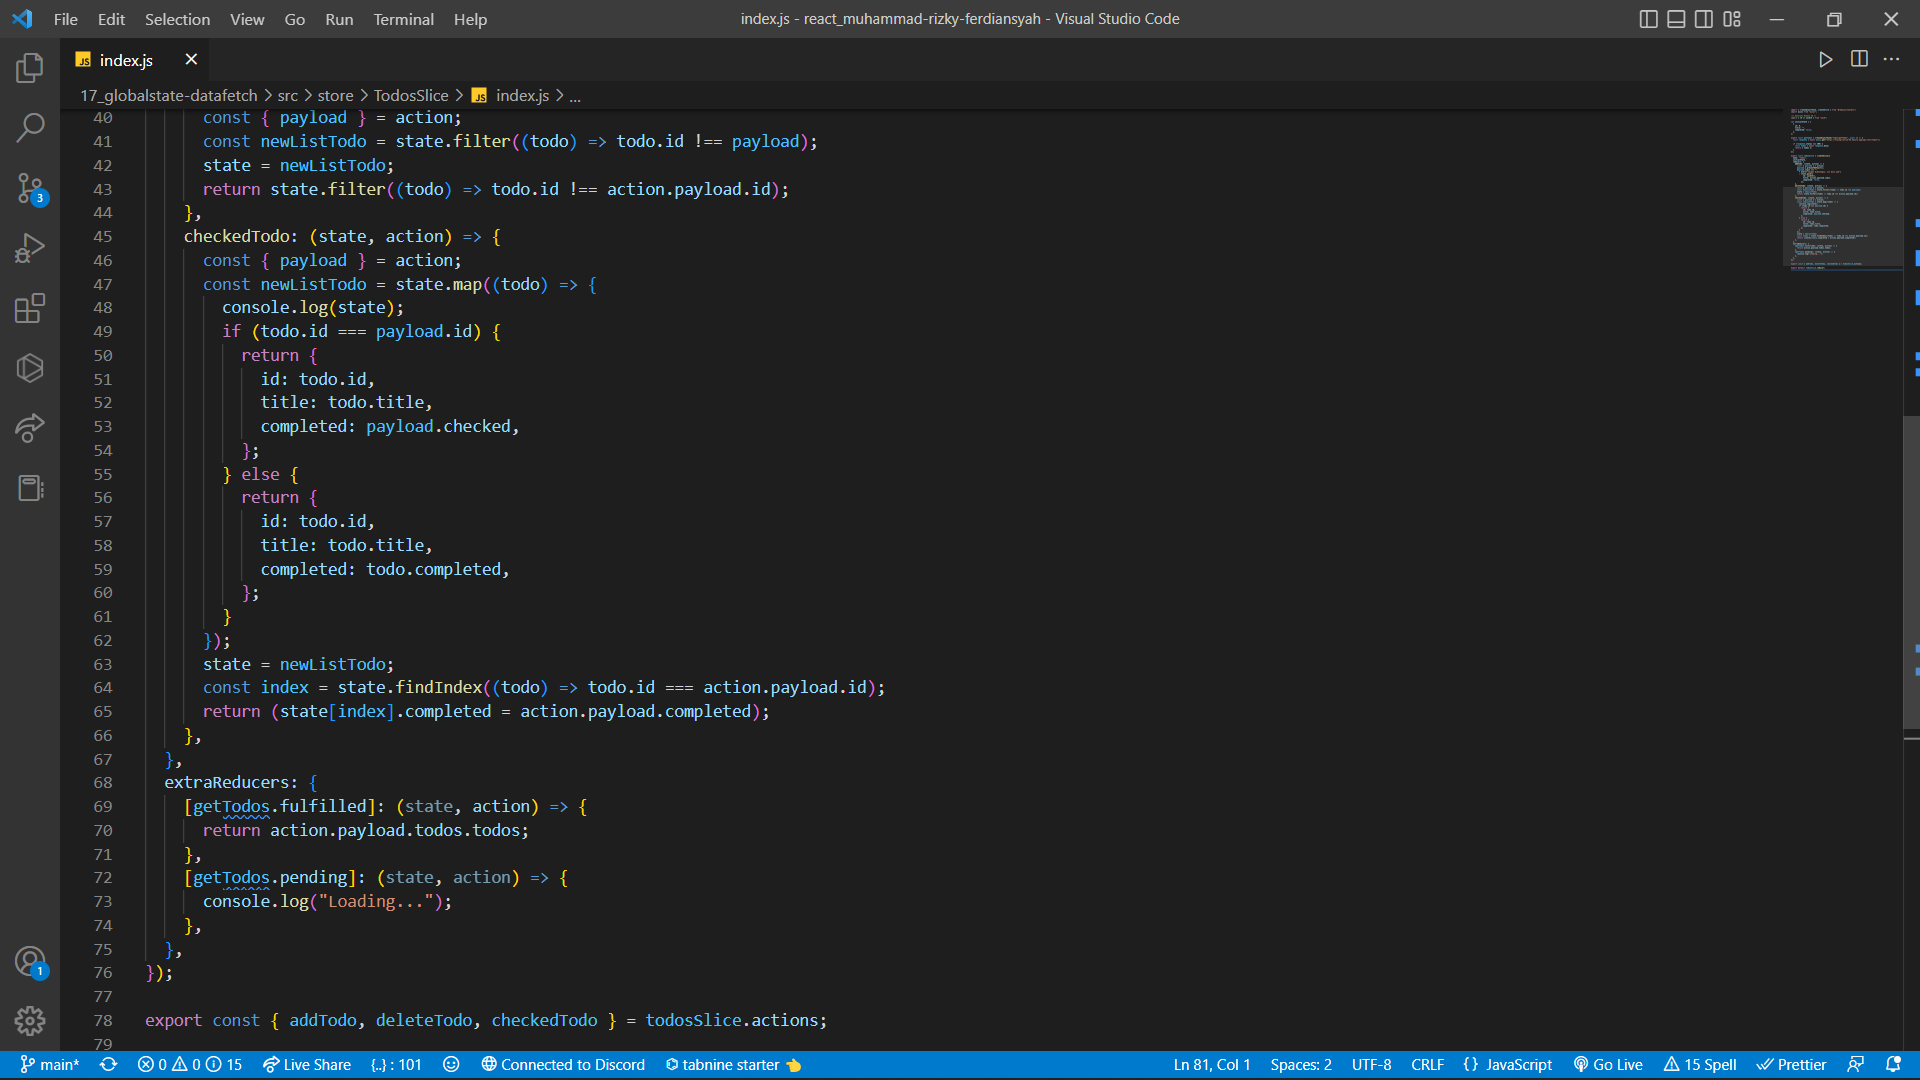 File Edit Selection View Go Run Terminal Help
index.js - react_muhammad-rizky-ferdiansyah - Visual Studio Code
JS index.js
17_globalstate-datafetch > src > store > TodosSlice > JS index.js > ...
40 const { payload } = action;
41 const newListTodo = state.filter((todo) => todo.id !== payload);
42 state = newListTodo;
43 return state.filter((todo) => todo.id !== action.payload.id);
44 },
45 checkedTodo: (state, action) => {
46 const { payload } = action;
47 const newListTodo = state.map((todo) => {
48 console.log(state);
49 if (todo.id === payload.id) {
50 return {
51 id: todo.id,
52 title: todo.title,
53 completed: payload.checked,
54 };
55 } else {
56 return {
57 id: todo.id,
58 title: todo.title,
59 completed: todo.completed,
60 };
61 }
62 });
63 state = newListTodo;
64 const index = state.findIndex((todo) => todo.id === action.payload.id);
65 return (state[index].completed = action.payload.completed);
66 },
67 },
68 extraReducers: {
69 [getTodos.fulfilled]: (state, action) => {
70 return action.payload.todos.todos;
71 },
72 [getTodos.pending]: (state, action) => {
73 console.log("Loading...");
74 },
75 },
76 });
77
78 export const { addTodo, deleteTodo, checkedTodo } = todosSlice.actions;
79
3
1
main* 0 0 15 Live Share {..} : 101 Connected to Discord tabnine starter 👈 Ln 81, Col 1 Spaces: 2 UTF-8 CRLF {} JavaScript Go Live 15 Spell Prettier